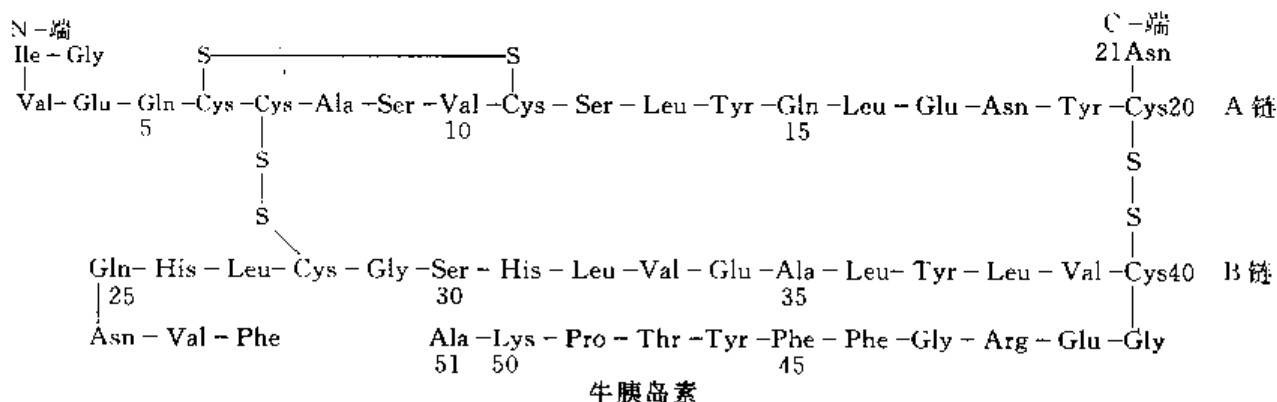 N-端 C-端
Ile-Gly S S 21Asn
Val-Glu-Gln-Cys-Cys-Ala-Ser-Val-Cys-Ser-Leu-Tyr-Gln-Leu-Glu-Asn-Tyr-Cys20 A链
5 10 15
S S
S S
Gln-His-Leu-Cys-Gly-Ser-His-Leu-Val-Glu-Ala-Leu-Tyr-Leu-Val-Cys40 B链
25 30 35
Asn-Val-Phe Ala-Lys-Pro-Thr-Tyr-Phe-Phe-Gly-Arg-Glu-Gly
51 50 45
牛胰岛素